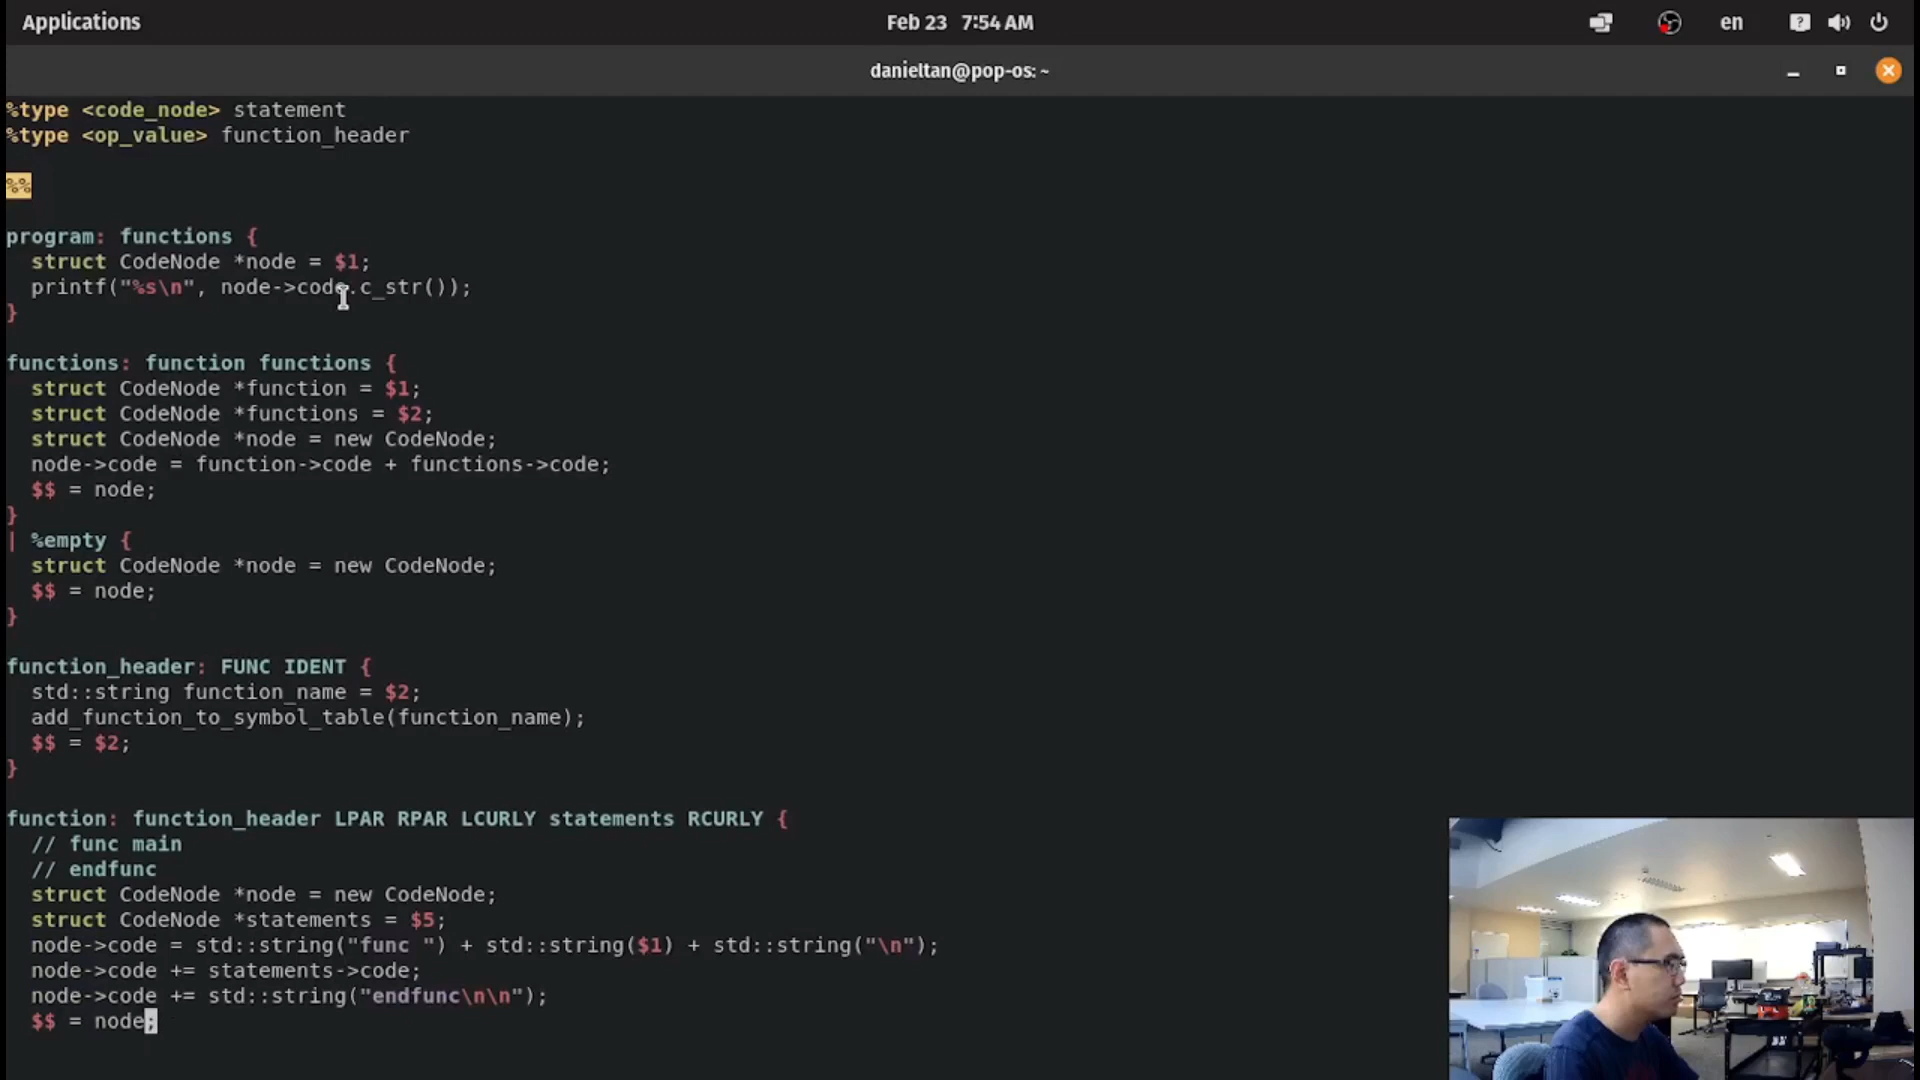 Applications
Feb 23 7:54 AM
en
danieltan@pop-os: ~
%type <code_node> statement
%type <op_value> function_header
%%
program: functions {
  struct CodeNode *node = $1;
  printf("%s\n", node->code.c_str());
}
functions: function functions {
  struct CodeNode *function = $1;
  struct CodeNode *functions = $2;
  struct CodeNode *node = new CodeNode;
  node->code = function->code + functions->code;
  $$ = node;
}
| %empty {
  struct CodeNode *node = new CodeNode;
  $$ = node;
}
function_header: FUNC IDENT {
  std::string function_name = $2;
  add_function_to_symbol_table(function_name);
  $$ = $2;
}
function: function_header LPAR RPAR LCURLY statements RCURLY {
  // func main
  // endfunc
  struct CodeNode *node = new CodeNode;
  struct CodeNode *statements = $5;
  node->code = std::string("func ") + std::string($1) + std::string("\n");
  node->code += statements->code;
  node->code += std::string("endfunc\n\n");
  $$ = node;